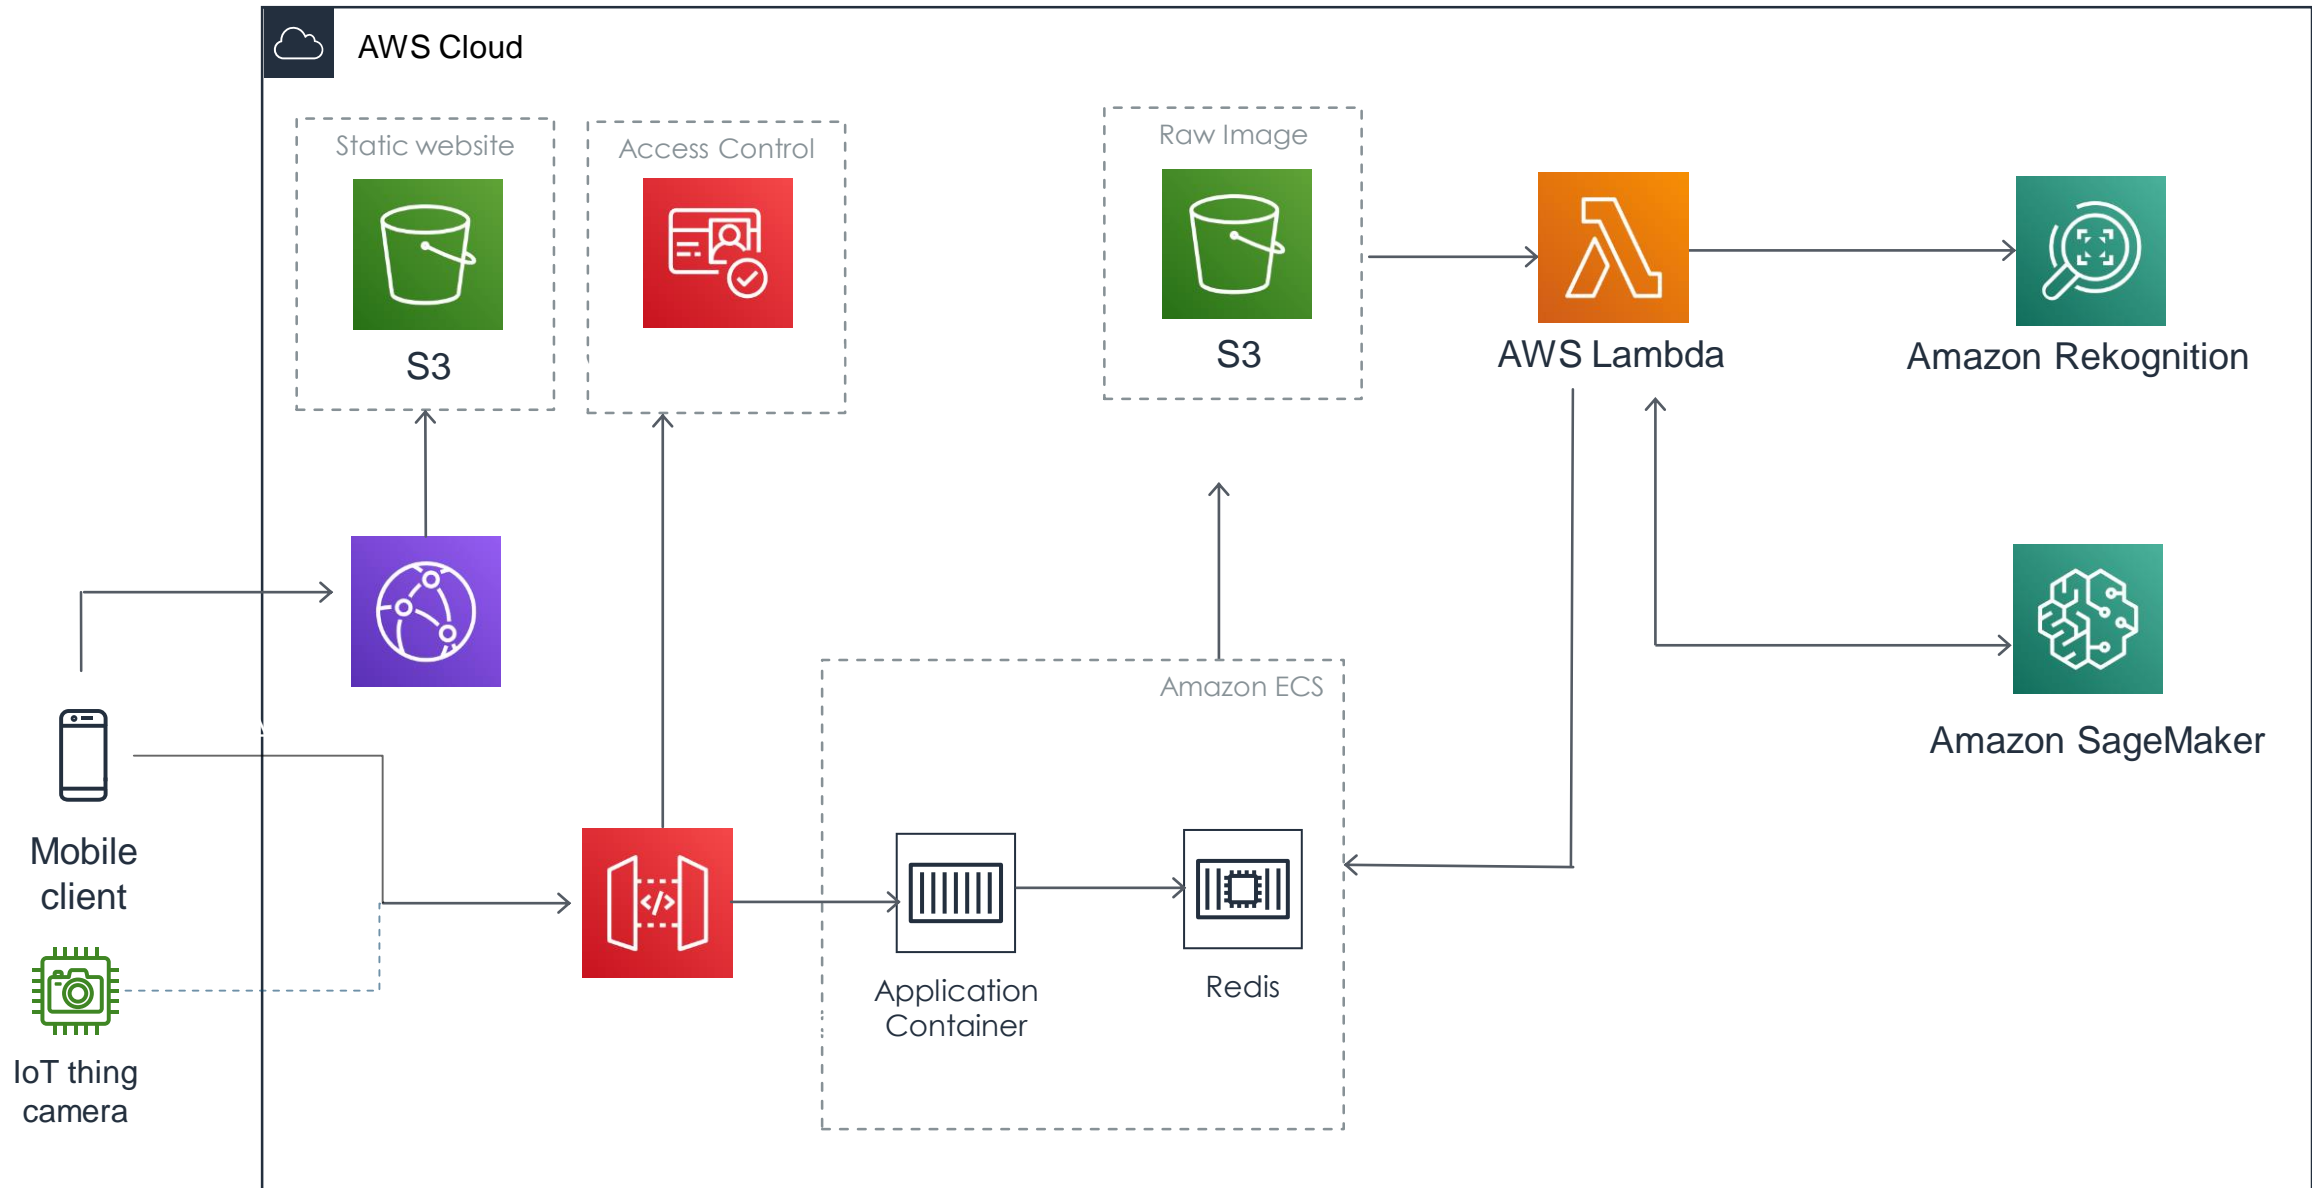 AWS Cloud
Static website
S3
Access Control
Raw Image
S3
AWS Lambda
Amazon Rekognition
Amazon SageMaker
Mobile
client
IoT thing
camera
</>
Amazon ECS
Application
Container
Redis